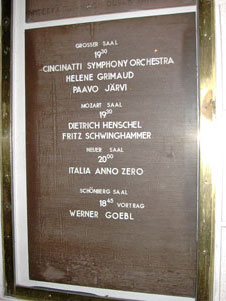 GROSSER SAAL
19³⁰
CINCINATTI SYMPHONY ORCHESTRA
HELENE GRIMAUD
PAAVO JÄRVI
MOZART SAAL
19³⁰
DIETRICH HENSCHEL
FRITZ SCHWINGHAMMER
NEUER SAAL
20⁰⁰
ITALIA ANNO ZERO
SCHÖNBERG SAAL
18⁴⁵ VORTRAG
WERNER GOEBL